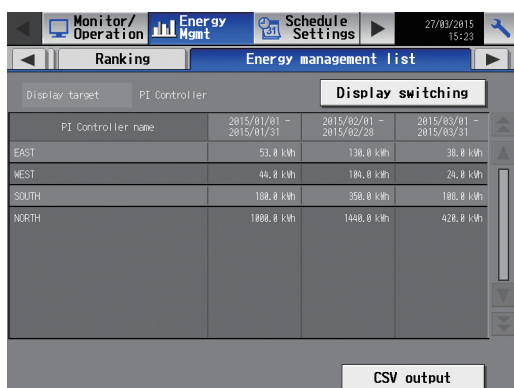 Monitor/
Operation
Energy
Mgmt
31
Schedule
Settings
27/03/2015
15:23
Ranking
Energy management list
Display target PI Controller
Display switching
PI Controller name
2015/01/01 -
2015/01/31
2015/02/01 -
2015/02/28
2015/03/01 -
2015/03/31
EAST 53.0 kWh 130.0 kWh 38.0 kWh
WEST 44.0 kWh 104.0 kWh 24.0 kWh
SOUTH 180.0 kWh 350.0 kWh 108.0 kWh
NORTH 1000.0 kWh 1440.0 kWh 420.0 kWh
CSV output